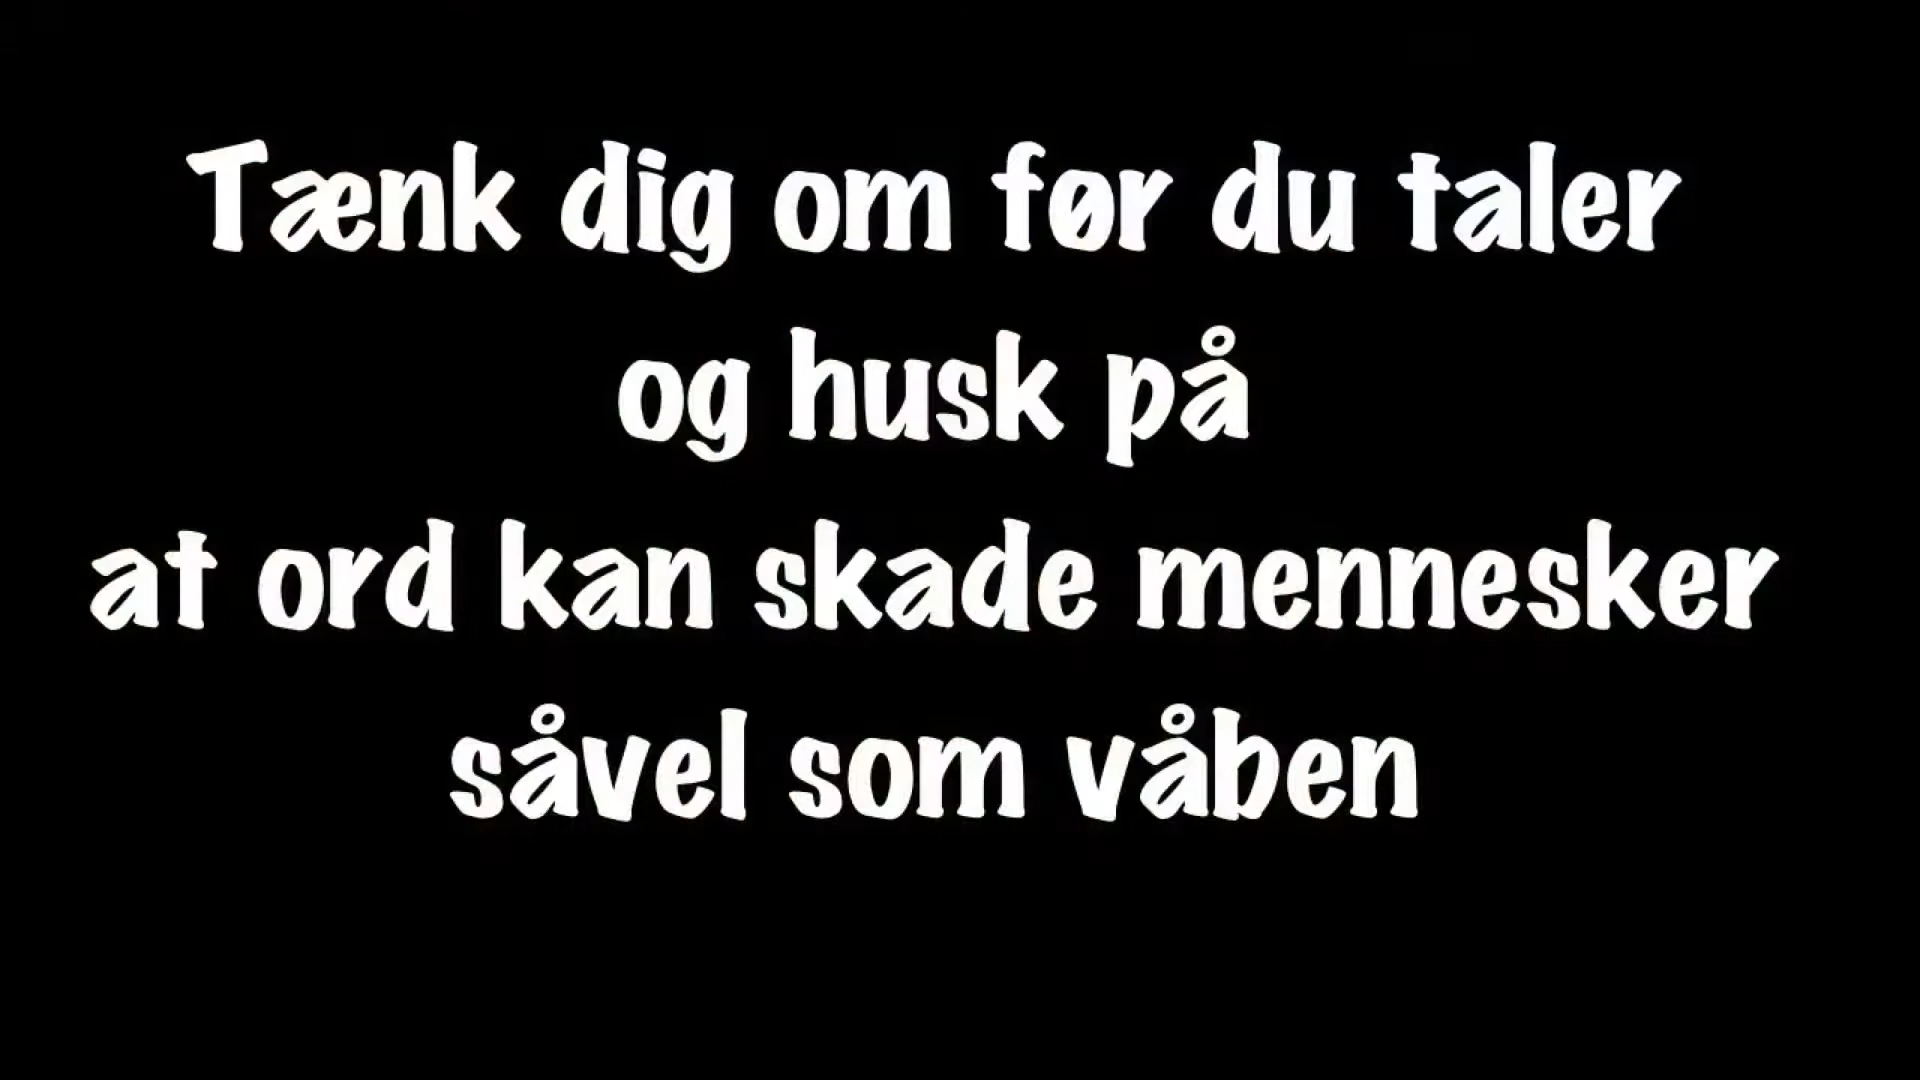 Tænk dig om før du taler
og husk på
at ord kan skade mennesker
såvel som våben